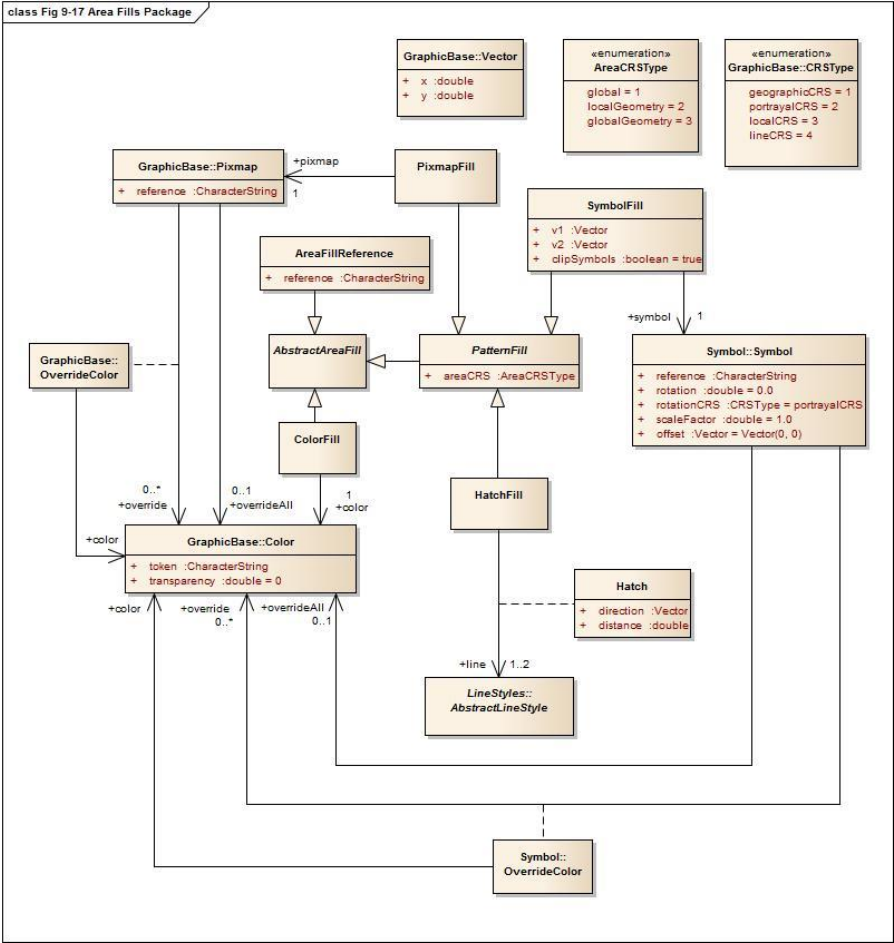 class Fig 9-17 Area Fills Package
GraphicBase::Vector
+ x :double
+ y :double
«enumeration»
AreaCRSType
global = 1
localGeometry = 2
globalGeometry = 3
«enumeration»
GraphicBase::CRSType
geographicCRS = 1
portrayalCRS = 2
localCRS = 3
lineCRS = 4
GraphicBase::Pixmap
+ reference :CharacterString
+pixmap
1
PixmapFill
SymbolFill
+ v1 :Vector
+ v2 :Vector
+ clipSymbols :boolean = true
AreaFillReference
+ reference :CharacterString
+symbol
1
GraphicBase::
OverrideColor
AbstractAreaFill
PatternFill
+ areaCRS :AreaCRSType
Symbol::Symbol
+ reference :CharacterString
+ rotation :double = 0.0
+ rotationCRS :CRSType = portrayalCRS
+ scaleFactor :double = 1.0
+ offset :Vector = Vector(0, 0)
ColorFill
HatchFill
0..*
+override
0..1
+overrideAll
1
+color
+color
GraphicBase::Color
+ token :CharacterString
+ transparency :double = 0
+color
+override
0..*
+overrideAll
0..1
Hatch
+ direction :Vector
+ distance :double
+line
1..2
LineStyles::
AbstractLineStyle
Symbol::
OverrideColor